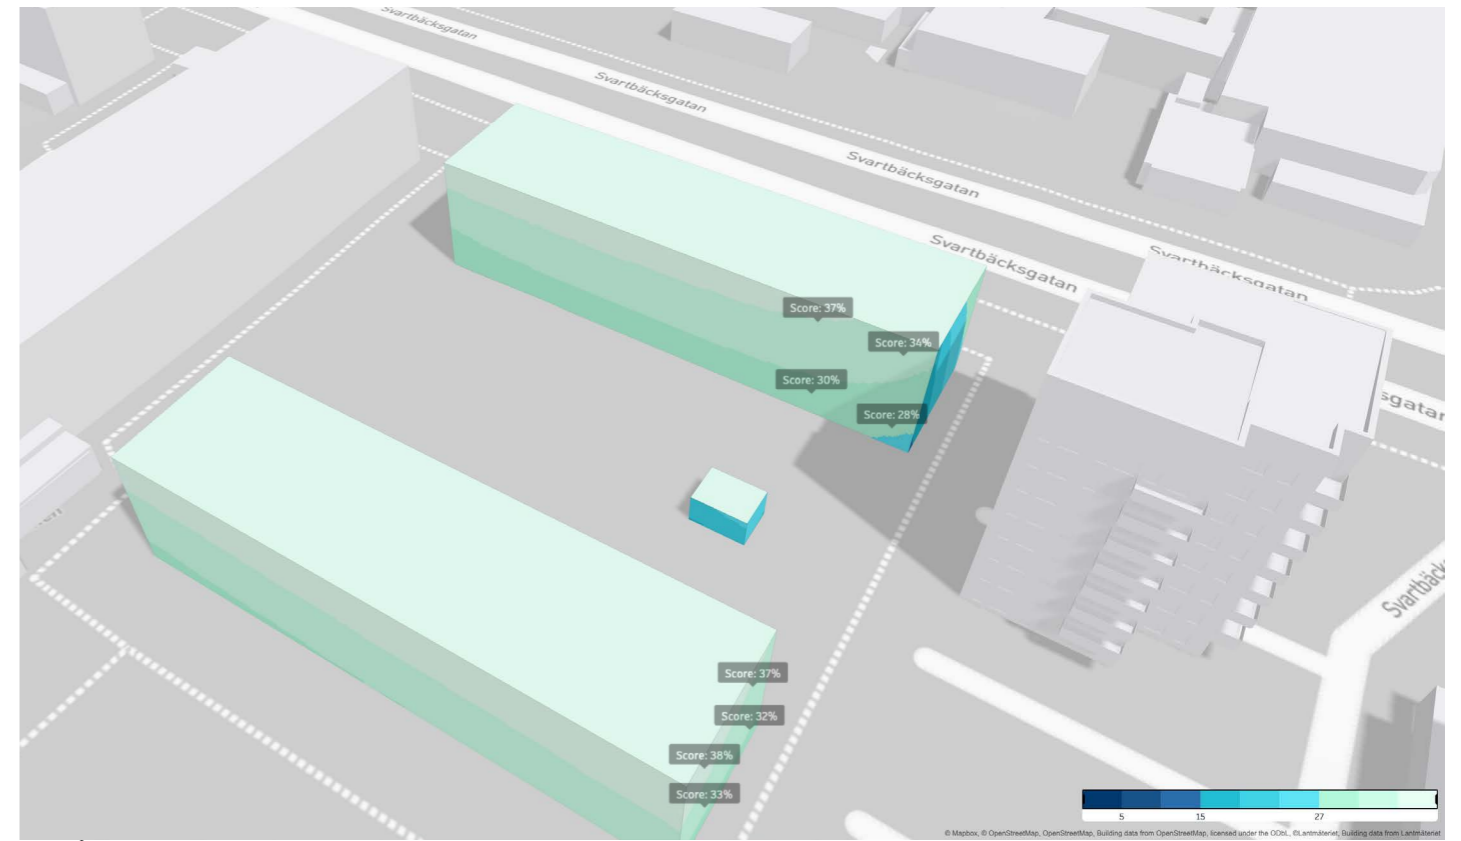 Svartbäcksgatan
Svartbäcksgatan
Svartbäcksgatan
Svartbäcksgatan
Svartbäcksgatan
Score: 37%
Score: 34%
Score: 30%
Score: 28%
sgatan
Svartbäck
Score: 37%
Score: 32%
Score: 38%
Score: 33%
5 15 27
© Mapbox, © OpenStreetMap, OpenStreetMap, Building data from OpenStreetMap, licensed under the ODbL, ©Lantmäteriet, Building data from Lantmäteriet